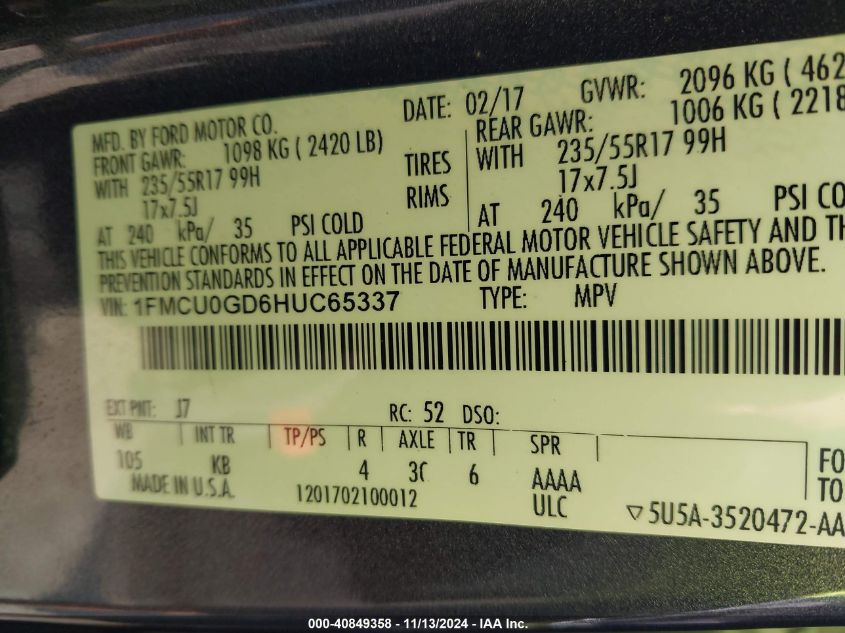 MFD. BY FORD MOTOR CO.
DATE: 02/17 GVWR: 2096 KG ( 462
FRONT GAWR: 1098 KG ( 2420 LB) REAR GAWR: 1006 KG ( 2218
WITH 235/55R17 99H TIRES WITH 235/55R17 99H
17x7.5J RIMS 17x7.5J
AT 240 kPa/ 35 PSI COLD AT 240 kPa/ 35 PSI CO
THIS VEHICLE CONFORMS TO ALL APPLICABLE FEDERAL MOTOR VEHICLE SAFETY AND TH
PREVENTION STANDARDS IN EFFECT ON THE DATE OF MANUFACTURE SHOWN ABOVE.
VIN: 1FMCU0GD6HUC65337 TYPE: MPV
EXT PNT: J7 RC: 52 DSO:
WB INT TR TP/PS R AXLE TR SPR
105 KB 4 3 6 AAAA
FO
TO
MADE IN U.S.A. 1201702100012 ULC ▽5U5A-3520472-AA
000-40849358 - 11/13/2024 - IAA Inc.